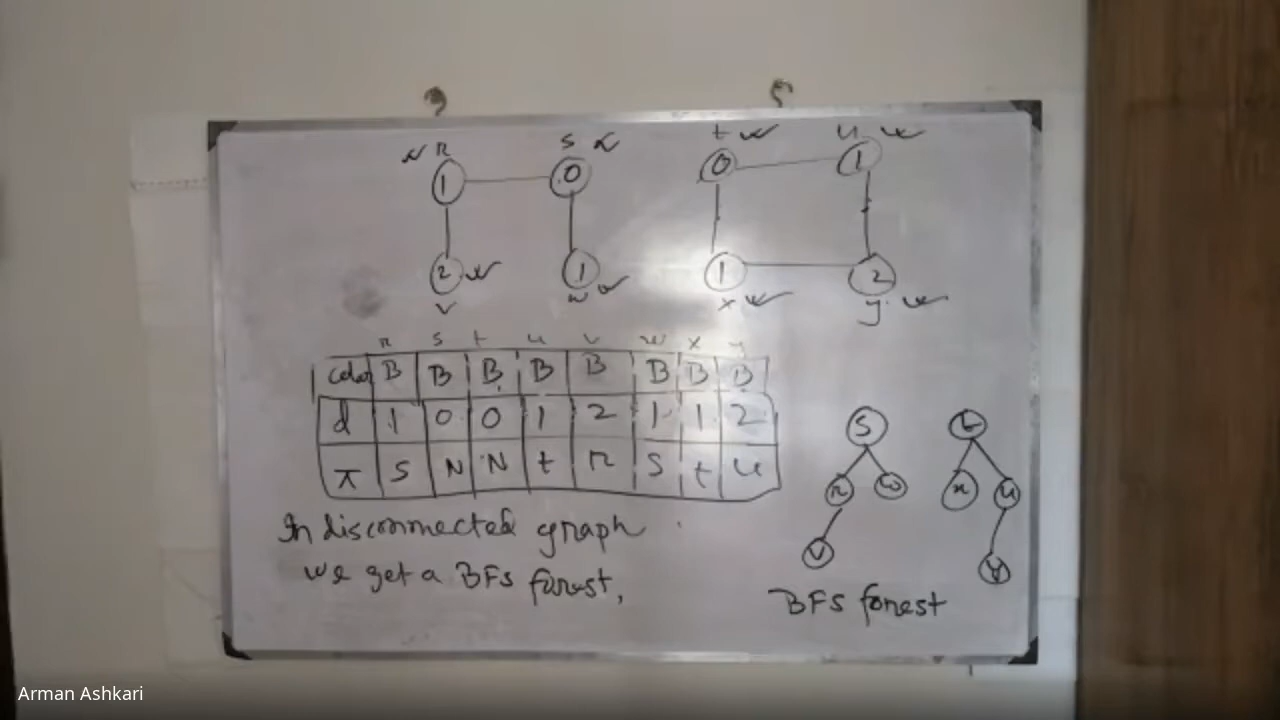 R S t u
1 0 0 1
2 1 1 2
v w x y
r s t u v w x y
color B B B B B B B B
d 1 0 0 1 2 1 1 2
π S N N t R S t u
S t
R w x u
v y
In disconnected graph
we get a BFS forest,
BFS forest
Arman Ashkari